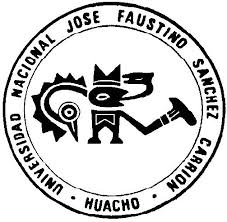 UNIVERSIDAD NACIONAL JOSE FAUSTINO SANCHEZ CARRION
· HUACHO ·